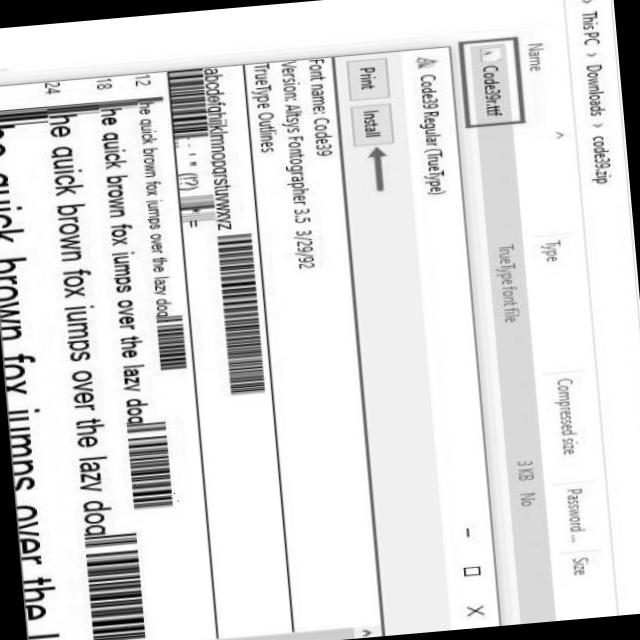 › This PC › Downloads › code39.zip
Name ^ Type Compressed size Password ... Size
Code39r.ttf TrueType font file 3 KB No
Code39 Regular (TrueType)
Print Install
Font name: Code39
Version: Altsys Fontographer 3.5 3/29/92
TrueType Outlines
abcdefghijklmnopqrstuvwxyz
12 he quick brown fox jumps over the lazy dog
18 he quick brown fox jumps over the lazy dog
24 he quick brown fox jumps over the lazy dog
he quick brown fox jumps over the l